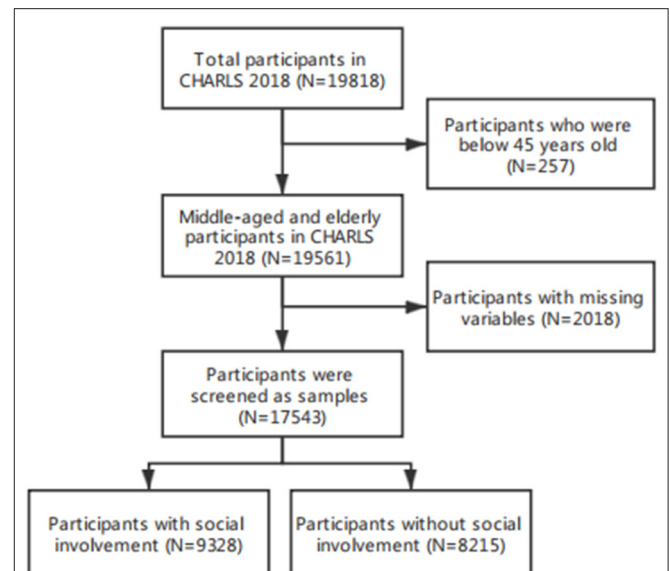 Total participants in
CHARLS 2018 (N=19818)
Participants who were
below 45 years old
(N=257)
Middle-aged and elderly
participants in CHARLS
2018 (N=19561)
Participants with missing
variables (N=2018)
Participants were
screened as samples
(N=17543)
Participants with social
involvement (N=9328)
Participants without social
involvement (N=8215)